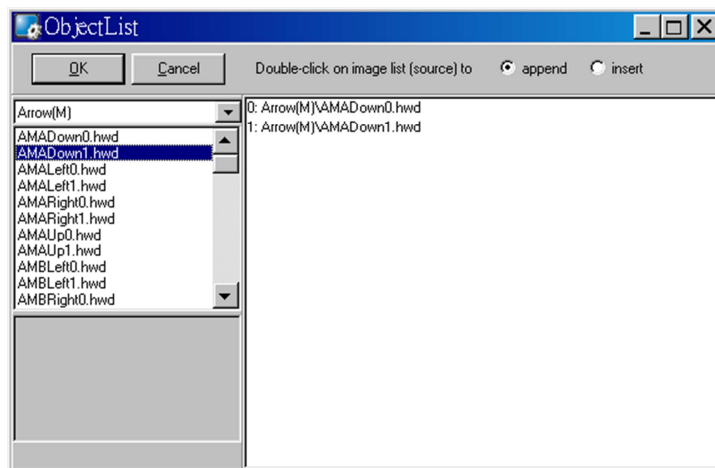 ObjectList
OK Cancel Double-click on image list (source) to append insert
Arrow(M)
AMADown0.hwd
AMADown1.hwd
AMALeft0.hwd
AMALeft1.hwd
AMARight0.hwd
AMARight1.hwd
AMAUp0.hwd
AMAUp1.hwd
AMBLeft0.hwd
AMBLeft1.hwd
AMBRight0.hwd
0: Arrow(M)\AMADown0.hwd
1: Arrow(M)\AMADown1.hwd